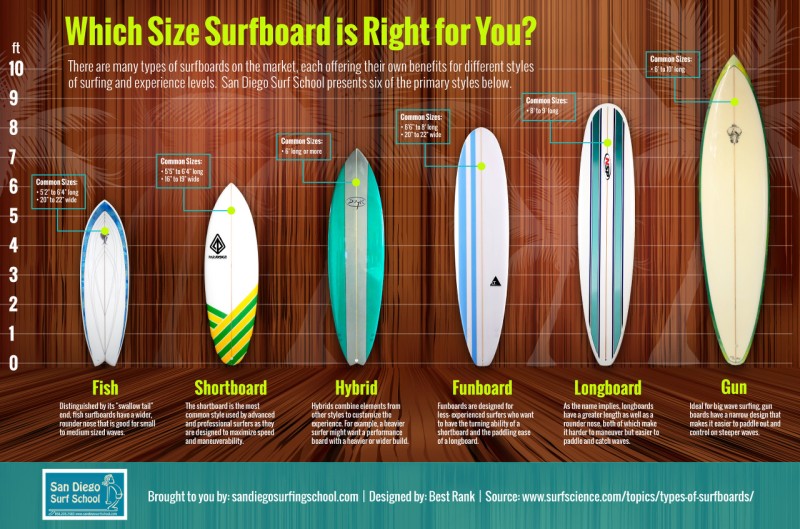 Which Size Surfboard is Right for You?
There are many types of surfboards on the market, each offering their own benefits for different styles
of surfing and experience levels. San Diego Surf School presents six of the primary styles below.
ft
10
9
8
7
6
5
4
3
2
1
0
Common Sizes:
• 5'2" to 6'4" long
• 20" to 22" wide
Common Sizes:
• 5'5" to 6'4" long
• 16" to 19" wide
Common Sizes:
• 6' long or more
Common Sizes:
• 6'6" to 8' long
• 20" to 22" wide
Common Sizes:
• 8' to 9' long
Common Sizes:
• 6' to 10' long
NSP
Fish
Distinguished by its "swallow tail"
end, fish surfboards have a wider,
rounder nose that is good for small
to medium sized waves.
Shortboard
The shortboard is the most
common style used by advanced
and professional surfers as they
are designed to maximize speed
and maneuverability.
Hybrid
Hybrids combine elements from
other styles to customize the
experience. For example, a heavier
surfer might want a performance
board with a heavier or wider build.
Funboard
Funboards are designed for
less-experienced surfers who want
to have the turning ability of a
shortboard and the paddling ease
of a longboard.
Longboard
As the name implies, longboards
have a greater length as well as a
rounder nose, both of which make
it harder to maneuver but easier to
paddle and catch waves.
Gun
Ideal for big wave surfing, gun
boards have a narrow design that
makes it easier to paddle out and
control on steeper waves.
San Diego
Surf School
Brought to you by: sandiegosurfingschool.com | Designed by: Best Rank | Source: www.surfscience.com/topics/types-of-surfboards/